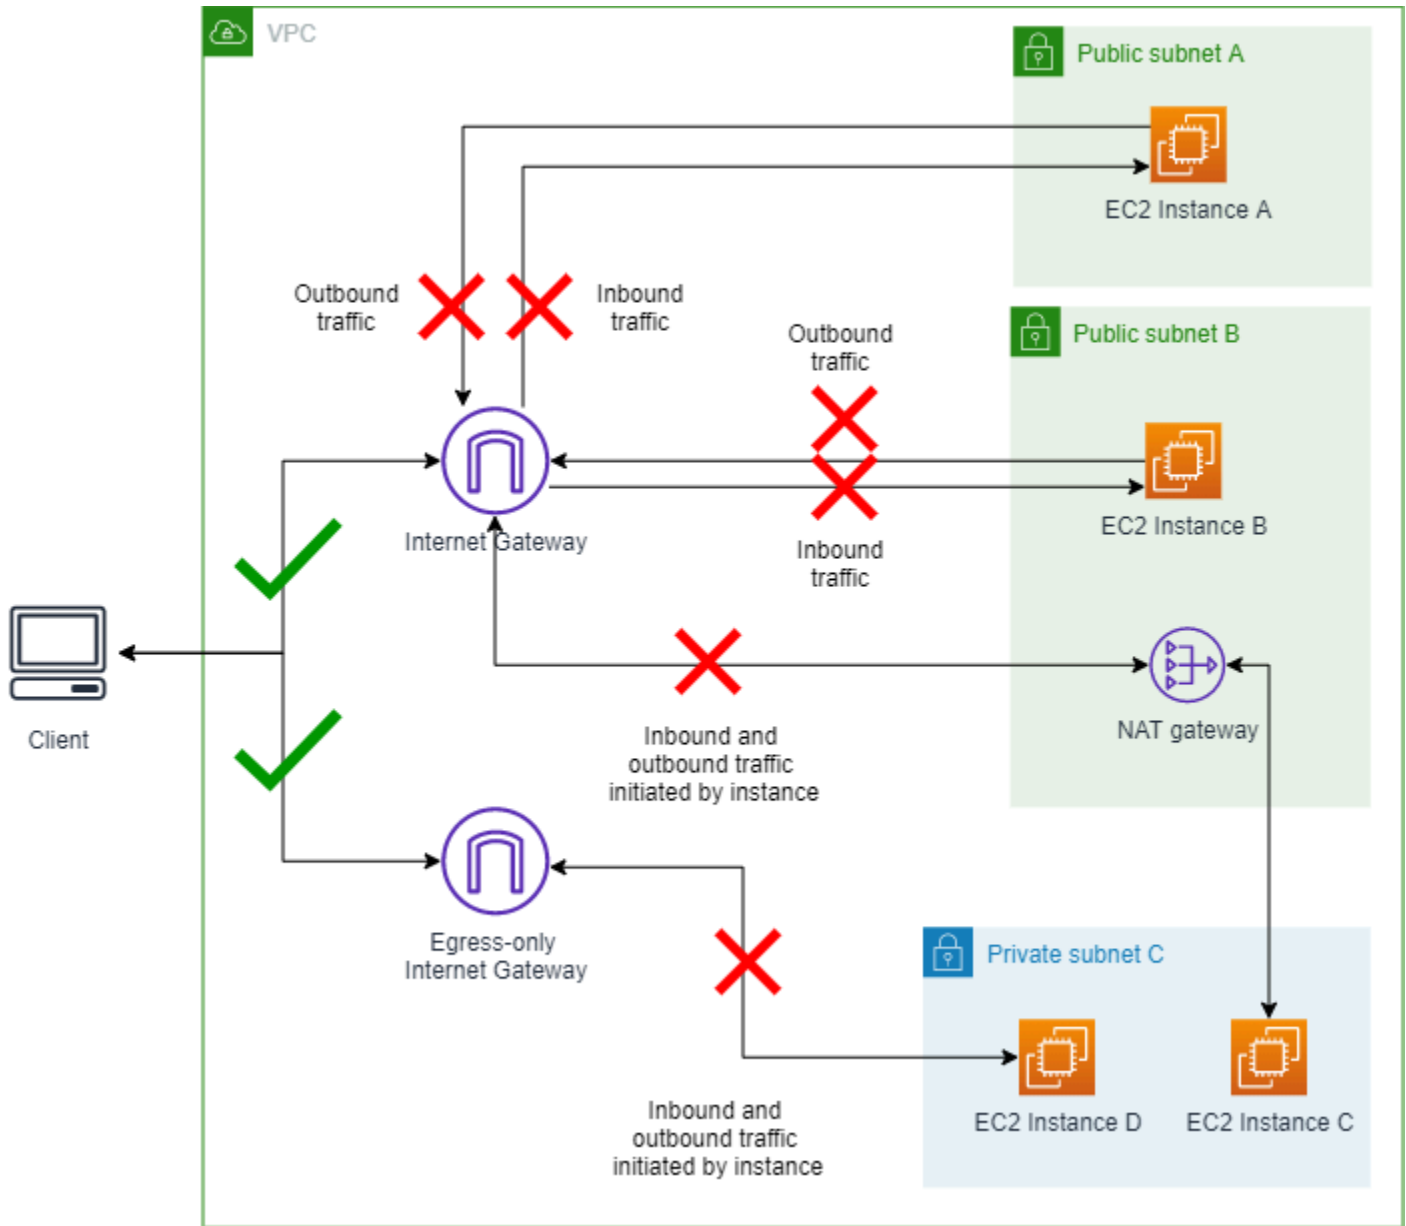 VPC
Public subnet A
EC2 Instance A
Outbound
traffic
Inbound
traffic
Public subnet B
Outbound
traffic
EC2 Instance B
Internet Gateway
Inbound
traffic
Client
NAT gateway
Inbound and
outbound traffic
initiated by instance
Egress-only
Internet Gateway
Private subnet C
EC2 Instance D
EC2 Instance C
Inbound and
outbound traffic
initiated by instance